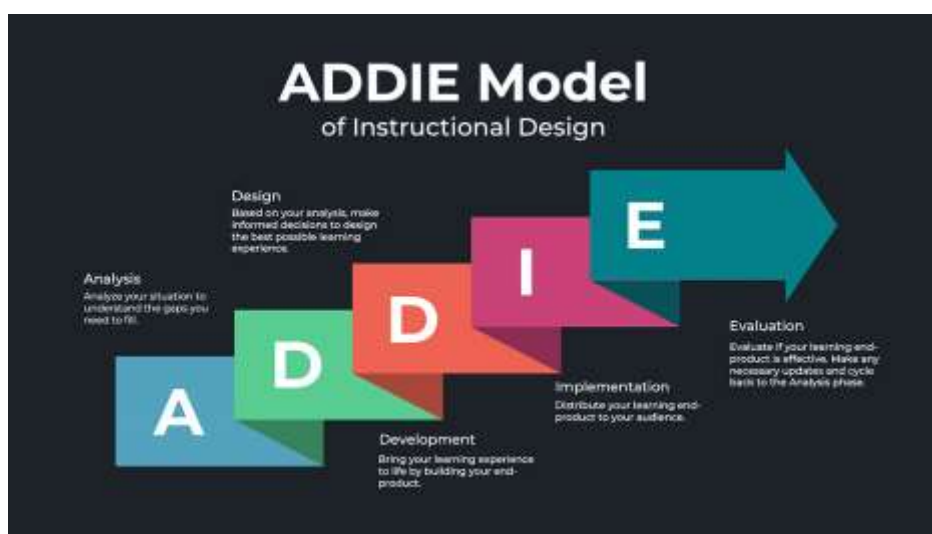 ADDIE Model
of Instructional Design
Analysis
Analyze your situation to
understand the gaps you
need to fill.
Design
Based on your analysis, make
informed decisions to design
the best possible learning
experience.
A
D
D
I
E
Development
Bring your learning experience
to life by building your end-
product.
Implementation
Distribute your learning end-
product to your audience.
Evaluation
Evaluate if your learning end-
product is effective. Make any
necessary updates and cycle
back to the Analysis phase.